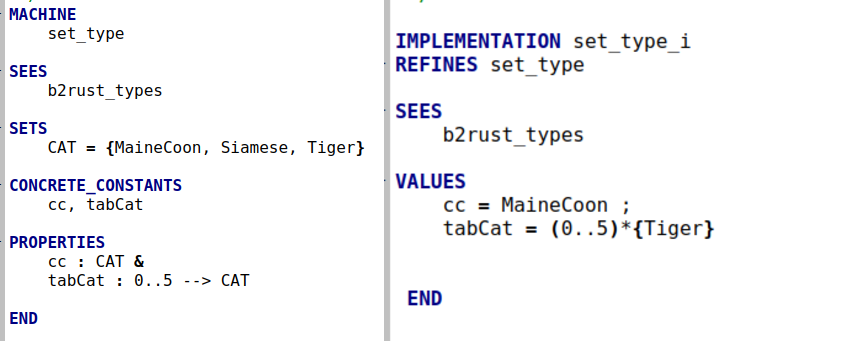 MACHINE
set_type
SEES
b2rust_types
SETS
CAT = {MaineCoon, Siamese, Tiger}
CONCRETE_CONSTANTS
cc, tabCat
PROPERTIES
cc : CAT &
tabCat : 0..5 --> CAT
END
IMPLEMENTATION set_type_i
REFINES set_type
SEES
b2rust_types
VALUES
cc = MaineCoon ;
tabCat = (0..5)*{Tiger}
END